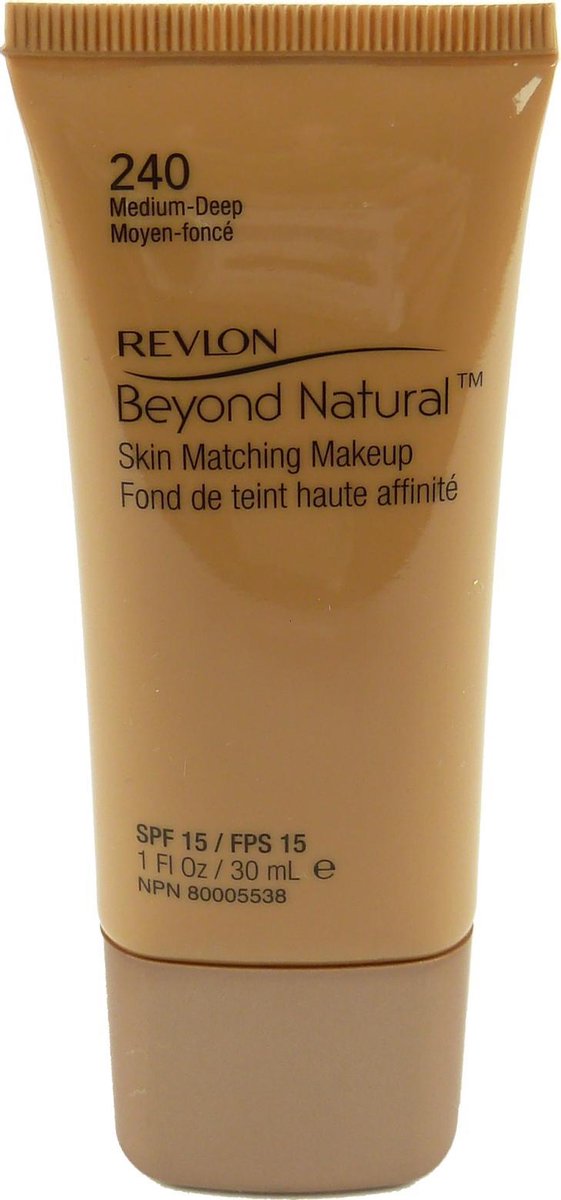 240
Medium-Deep
Moyen-foncé
REVLON
Beyond Natural™
Skin Matching Makeup
Fond de teint haute affinité
SPF 15 / FPS 15
1 Fl Oz / 30 mL ℮
NPN 80005538